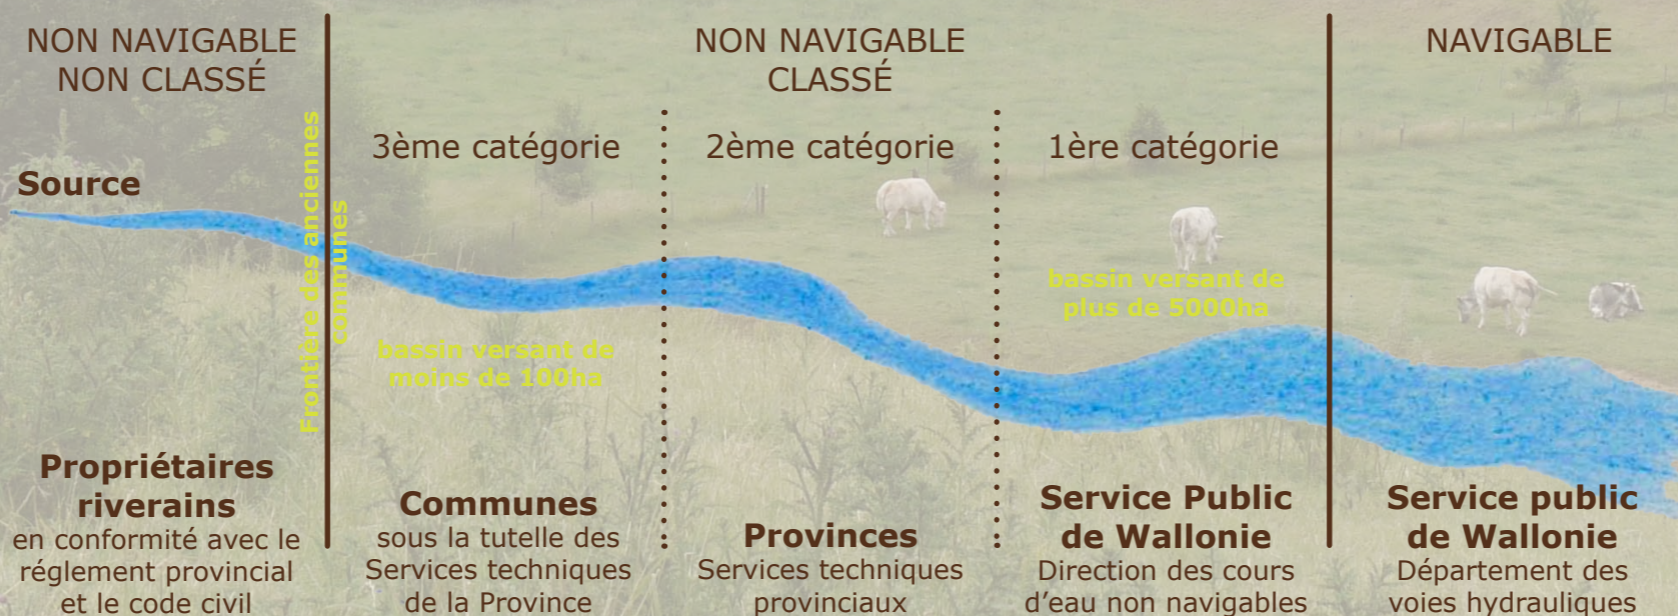 NON NAVIGABLE
NON CLASSÉ
NON NAVIGABLE
CLASSÉ
NAVIGABLE
3ème catégorie
2ème catégorie
1ère catégorie
Source
Frontière des anciennes
communes
bassin versant de
moins de 100ha
bassin versant de
plus de 5000ha
Propriétaires
riverains
en conformité avec le
réglement provincial
et le code civil
Communes
sous la tutelle des
Services techniques
de la Province
Provinces
Services techniques
provinciaux
Service Public
de Wallonie
Direction des cours
d'eau non navigables
Service public
de Wallonie
Département des
voies hydrauliques